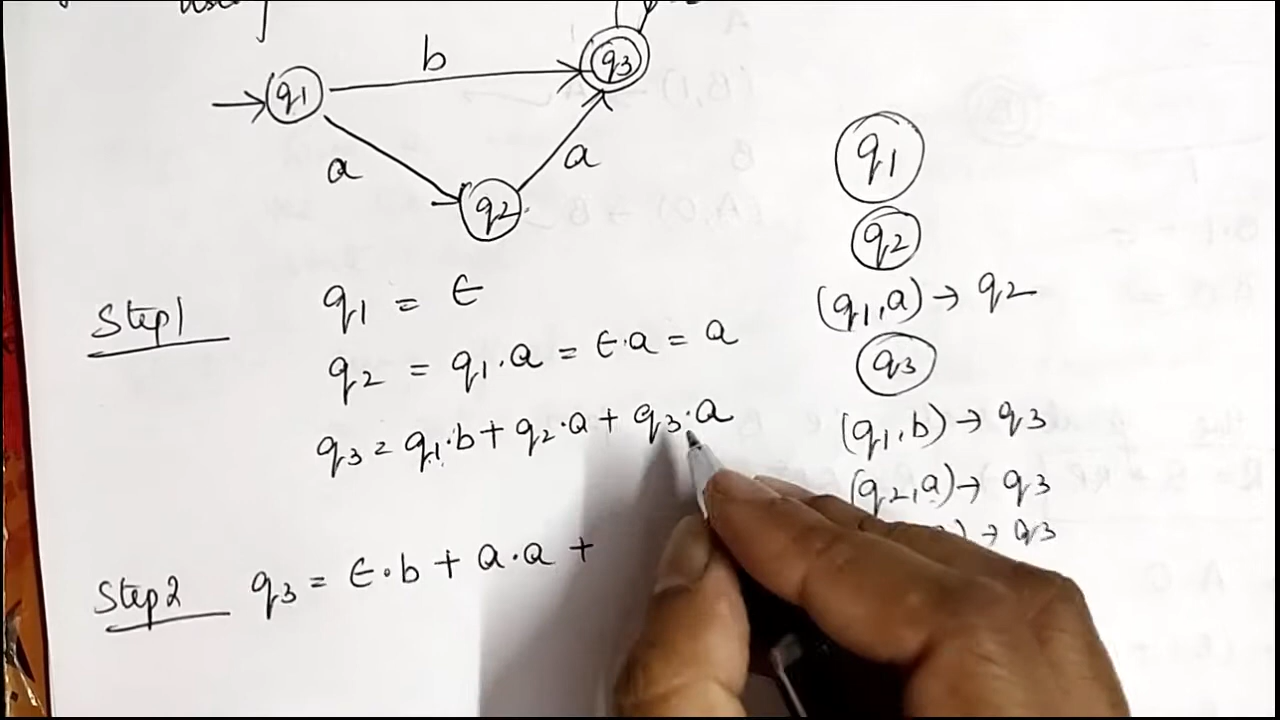 b
q3
q1
a
a
q2
q1
q2
(q1,a) → q2
q3
(q1,b) → q3
(q2,a) → q3
) → q3
Step1
q1 = ϵ
q2 = q1.a = ϵ.a = a
q3 = q1.b + q2.a + q3.a
Step2 q3 = ϵ.b + a.a +